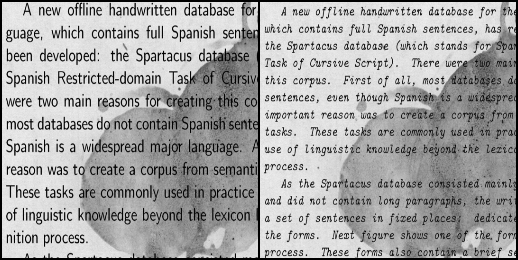 A new offline handwritten database for
guage, which contains full Spanish senten
been developed: the Spartacus database (
Spanish Restricted-domain Task of Cursive
were two main reasons for creating this co
most databases do not contain Spanish sente
Spanish is a widespread major language. A
reason was to create a corpus from semanti
These tasks are commonly used in practice
of linguistic knowledge beyond the lexicon l
nition process.
As the Spartacus database consisted ma
A new offline handwritten database for the
which contains full Spanish sentences, has re
the Spartacus database (which stands for Span
Task of Cursive Script). There were two main
this corpus. First of all, most databases do
sentences, even though Spanish is a widespread
important reason was to create a corpus from
tasks. These tasks are commonly used in prac
use of linguistic knowledge beyond the lexico
process.
As the Spartacus database consisted mainly
and did not contain long paragraphs, the writ
a set of sentences in fixed places: dedicate
the forms. Next figure shows one of the form
process. These forms also contain a brief se